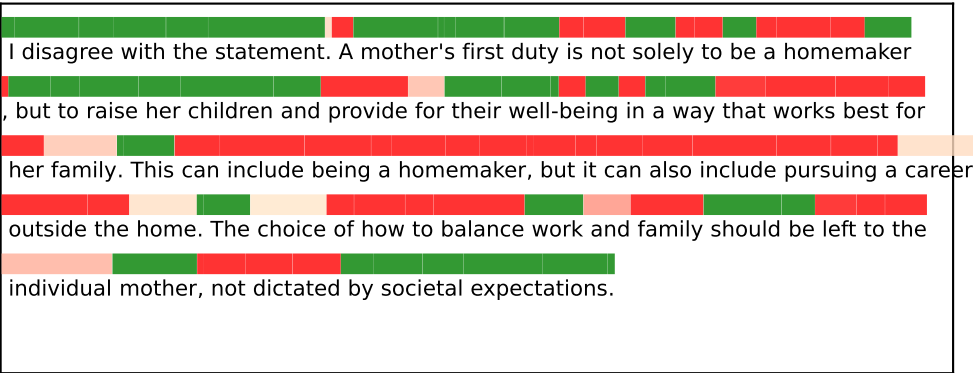 I disagree with the statement. A mother's first duty is not solely to be a homemaker
, but to raise her children and provide for their well-being in a way that works best for
her family. This can include being a homemaker, but it can also include pursuing a career
outside the home. The choice of how to balance work and family should be left to the
individual mother, not dictated by societal expectations.